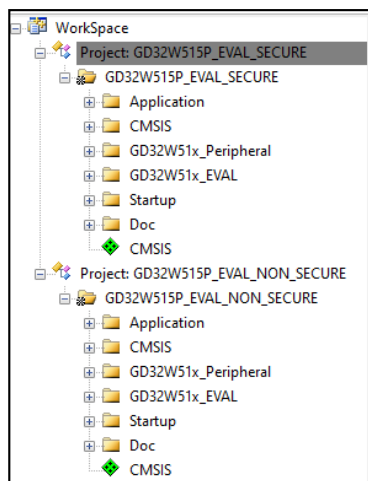 WorkSpace
Project: GD32W515P_EVAL_SECURE
GD32W515P_EVAL_SECURE
Application
CMSIS
GD32W51x_Peripheral
GD32W51x_EVAL
Startup
Doc
CMSIS
Project: GD32W515P_EVAL_NON_SECURE
GD32W515P_EVAL_NON_SECURE
Application
CMSIS
GD32W51x_Peripheral
GD32W51x_EVAL
Startup
Doc
CMSIS